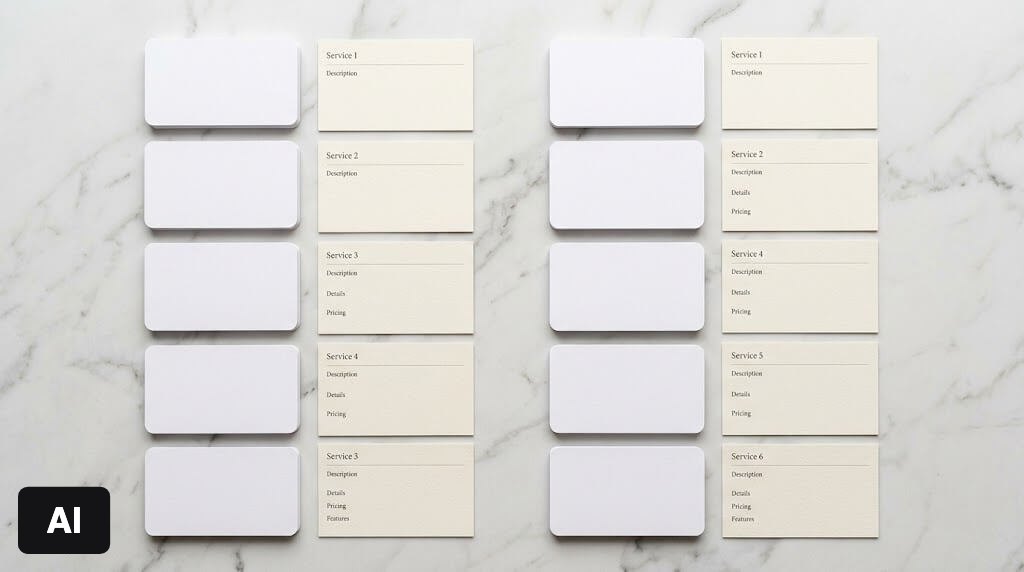 Service 1
Description
Service 2
Description
Service 3
Description
Details
Pricing
Service 4
Description
Details
Pricing
Service 3
Description
Details
Pricing
Features
Service 1
Description
Service 2
Description
Details
Pricing
Service 4
Description
Details
Pricing
Service 5
Description
Details
Pricing
Service 6
Description
Details
Pricing
Features
AI